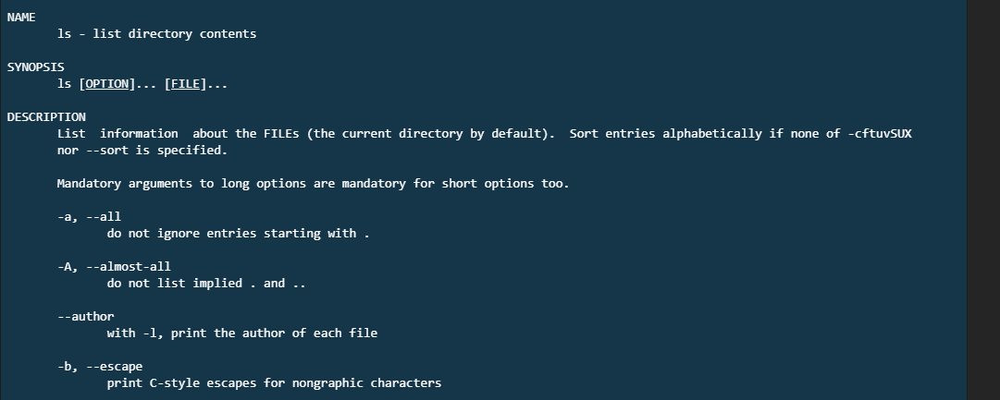 NAME
ls - list directory contents
SYNOPSIS
ls [OPTION]... [FILE]...
DESCRIPTION
List  information  about the FILEs (the current directory by default).  Sort entries alphabetically if none of -cftuvSUX
nor --sort is specified.
Mandatory arguments to long options are mandatory for short options too.
-a, --all
do not ignore entries starting with .
-A, --almost-all
do not list implied . and ..
--author
with -l, print the author of each file
-b, --escape
print C-style escapes for nongraphic characters